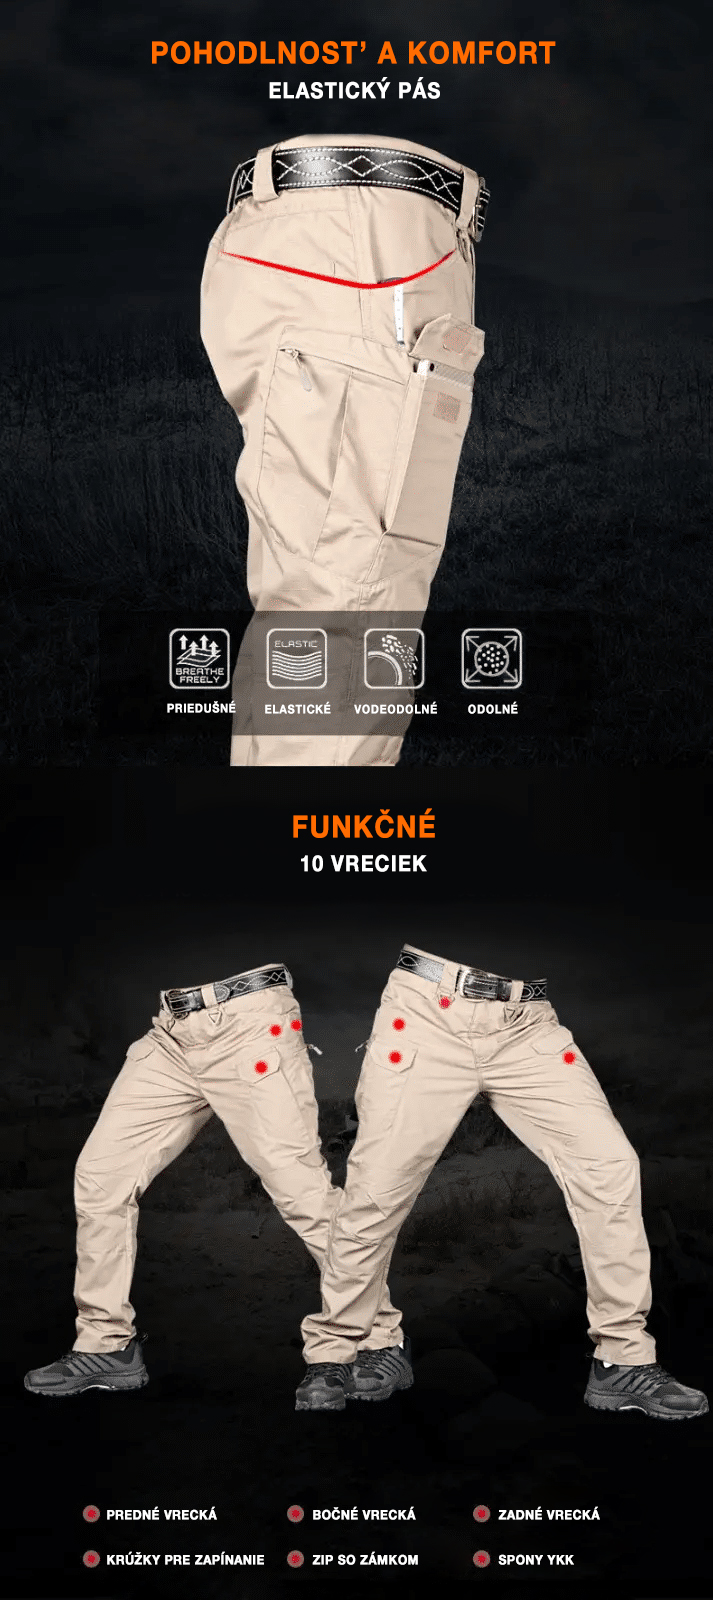 POHODLNOST’ A KOMFORT
ELASTICKÝ PÁS
BREATHE
FREELY
ELASTIC
PRIEDUŠNÉ
ELASTICKÉ
VODEODOLNÉ
ODOLNÉ
FUNKČNÉ
10 VRECIEK
PREDNÉ VRECKÁ
BOČNÉ VRECKÁ
ZADNÉ VRECKÁ
KRÚŽKY PRE ZAPÍNANIE
ZIP SO ZÁMKOM
SPONY YKK